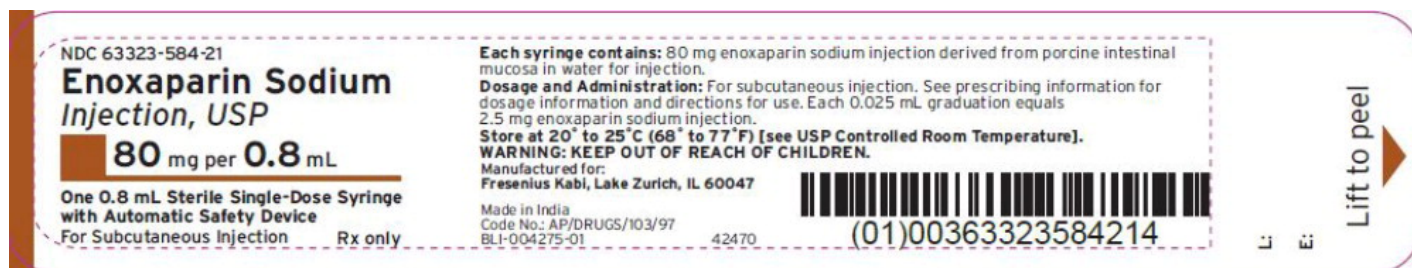 NDC 63323-584-21
Enoxaparin Sodium
Injection, USP
80 mg per 0.8 mL
One 0.8 mL Sterile Single-Dose Syringe
with Automatic Safety Device
For Subcutaneous Injection Rx only
Each syringe contains: 80 mg enoxaparin sodium injection derived from porcine intestinal
mucosa in water for injection.
Dosage and Administration: For subcutaneous injection. See prescribing information for
dosage information and directions for use. Each 0.025 mL graduation equals
2.5 mg enoxaparin sodium injection.
Store at 20˚ to 25˚C (68˚ to 77˚F) [see USP Controlled Room Temperature].
WARNING: KEEP OUT OF REACH OF CHILDREN.
Manufactured for:
Fresenius Kabi, Lake Zurich, IL 60047
Made in India
Code No.: AP/DRUGS/103/97
BLI-004275-01 42470
(01)00363323584214
L:
E:
Lift to peel